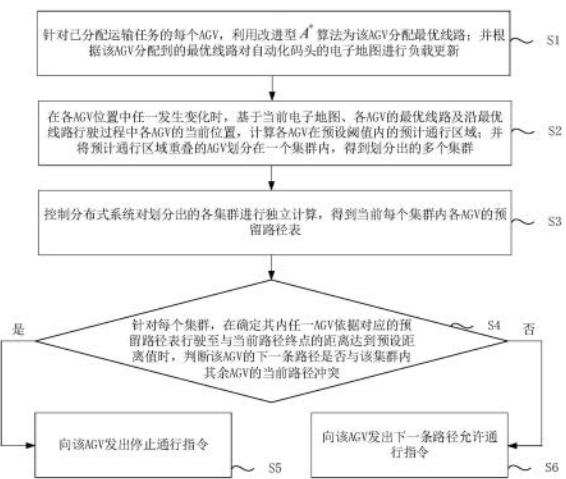 针对已分配运输任务的每个AGV，利用改进型A*算法为该AGV分配最优线路；并根
据该AGV分配到的最优线路对自动化码头的电子地图进行负载更新
S1
在各AGV位置中任一发生变化时，基于当前电子地图、各AGV的最优线路及沿最优
线路行驶过程中各AGV的当前位置，计算各AGV在预设阈值内的预计通行区域；并
将预计通行区域重叠的AGV划分在一个集群内，得到划分出的多个集群
S2
控制分布式系统对划分出的各集群进行独立计算，得到当前每个集群内各AGV的预
留路径表
S3
针对每个集群，在确定其内任一AGV依据对应的预
留路径表行驶至与当前路径终点的距离达到预设距
离值时，判断该AGV的下一条路径是否与该集群内
其余AGV的当前路径冲突
S4
是
否
向该AGV发出停止通行指令
S5
向该AGV发出下一条路径允许通
行指令
S6